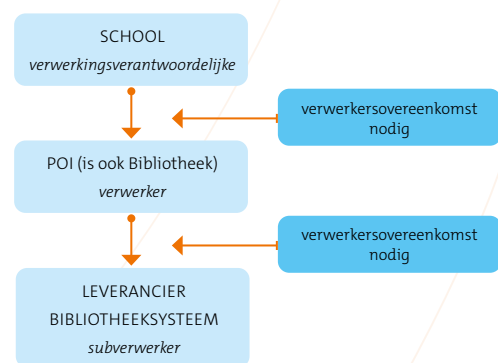 SCHOOL
verwerkingsverantwoordelijke
verwerkersovereenkomst
nodig
POI (is ook Bibliotheek)
verwerker
verwerkersovereenkomst
nodig
LEVERANCIER
BIBLIOTHEEKSYSTEEM
subverwerker